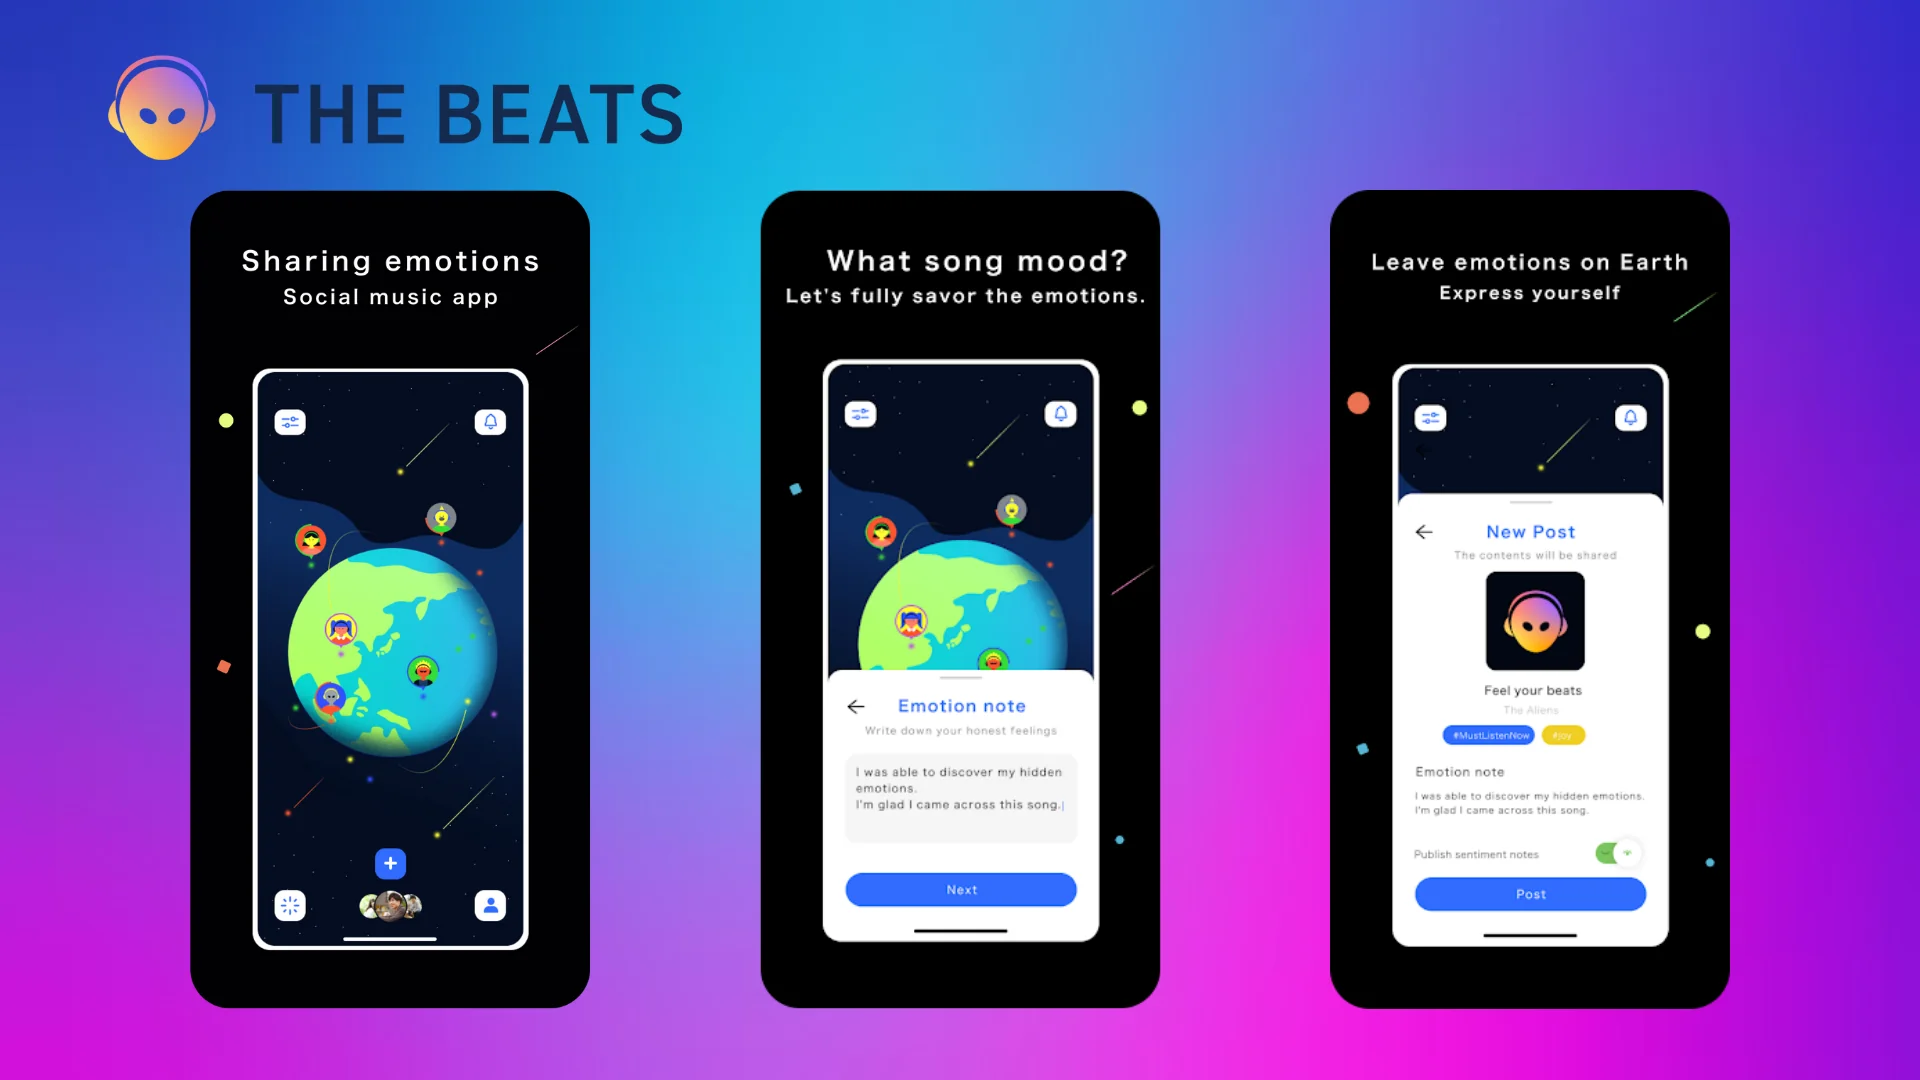 THE BEATS
Sharing emotions
Social music app
What song mood?
Let's fully savor the emotions.
Emotion note
Write down your honest feelings
I was able to discover my hidden
emotions.
I'm glad I came across this song.
Next
Leave emotions on Earth
Express yourself
New Post
The contents will be shared
Feel your beats
The Aliens
#MustListenNow #joy
Emotion note
I was able to discover my hidden emotions.
I'm glad I came across this song.
Publish sentiment notes
Post